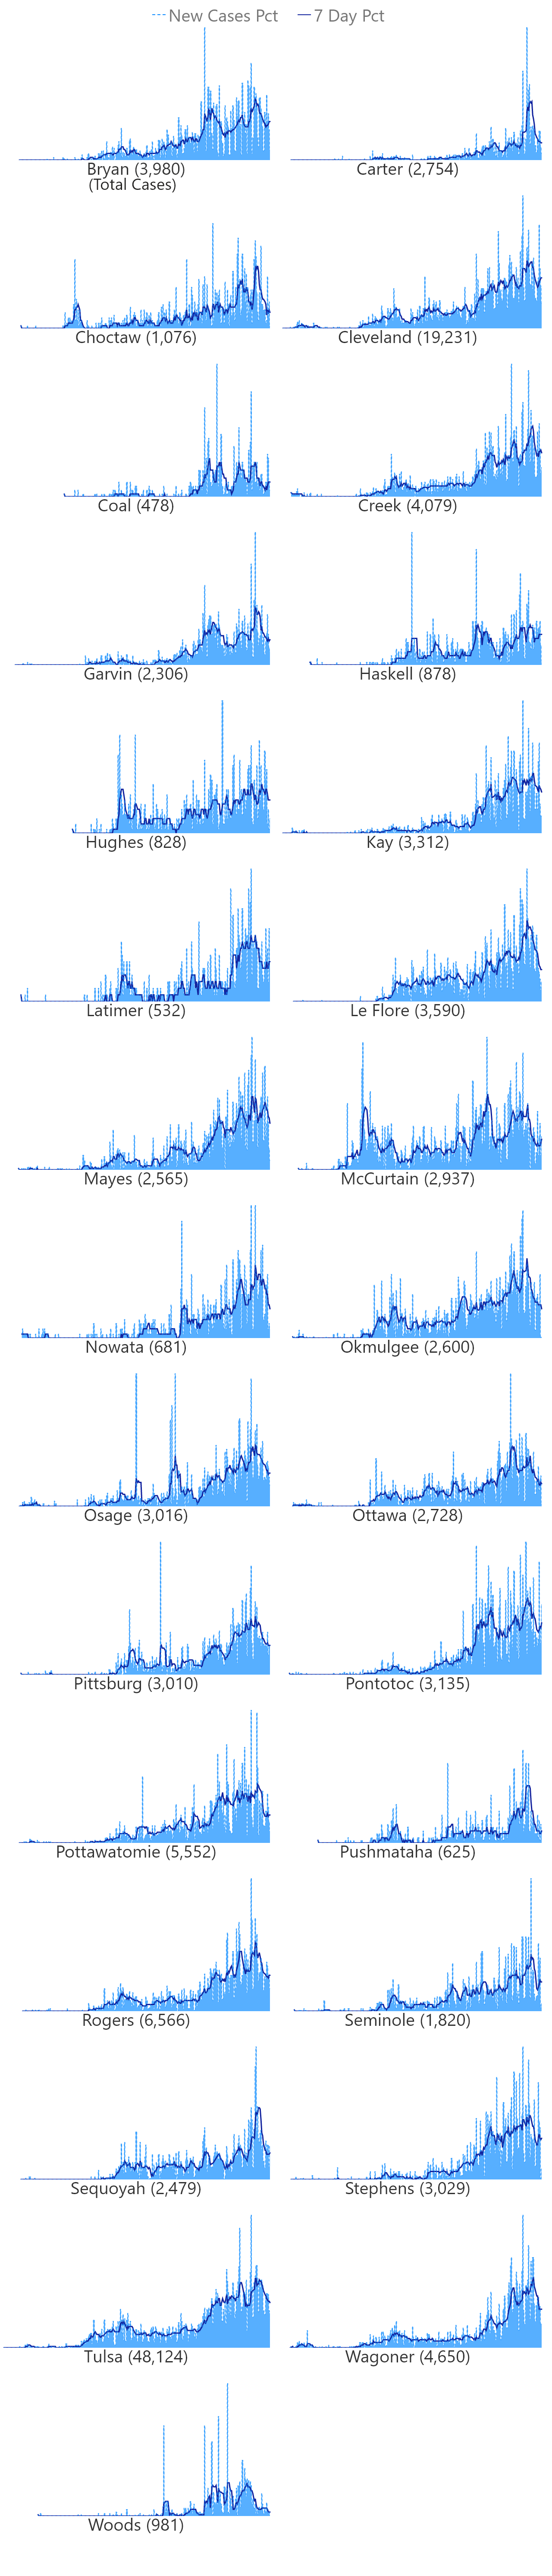 New Cases Pct 7 Day Pct
Bryan (3,980) Carter (2,754)
(Total Cases)
Choctaw (1,076) Cleveland (19,231)
Coal (478) Creek (4,079)
Garvin (2,306) Haskell (878)
Hughes (828) Kay (3,312)
Latimer (532) Le Flore (3,590)
Mayes (2,565) McCurtain (2,937)
Nowata (681) Okmulgee (2,600)
Osage (3,016) Ottawa (2,728)
Pittsburg (3,010) Pontotoc (3,135)
Pottawatomie (5,552) Pushmataha (625)
Rogers (6,566) Seminole (1,820)
Sequoyah (2,479) Stephens (3,029)
Tulsa (48,124) Wagoner (4,650)
Woods (981)